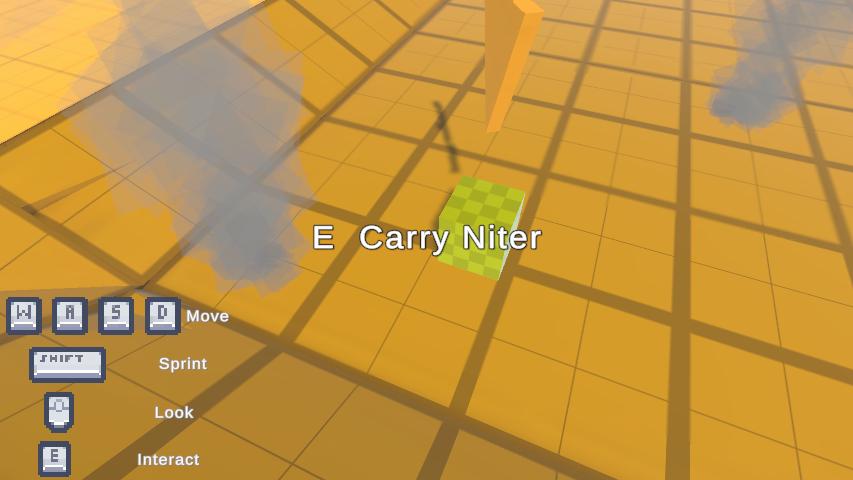 E Carry Niter
W A S D Move
SHIFT Sprint
Look
E Interact